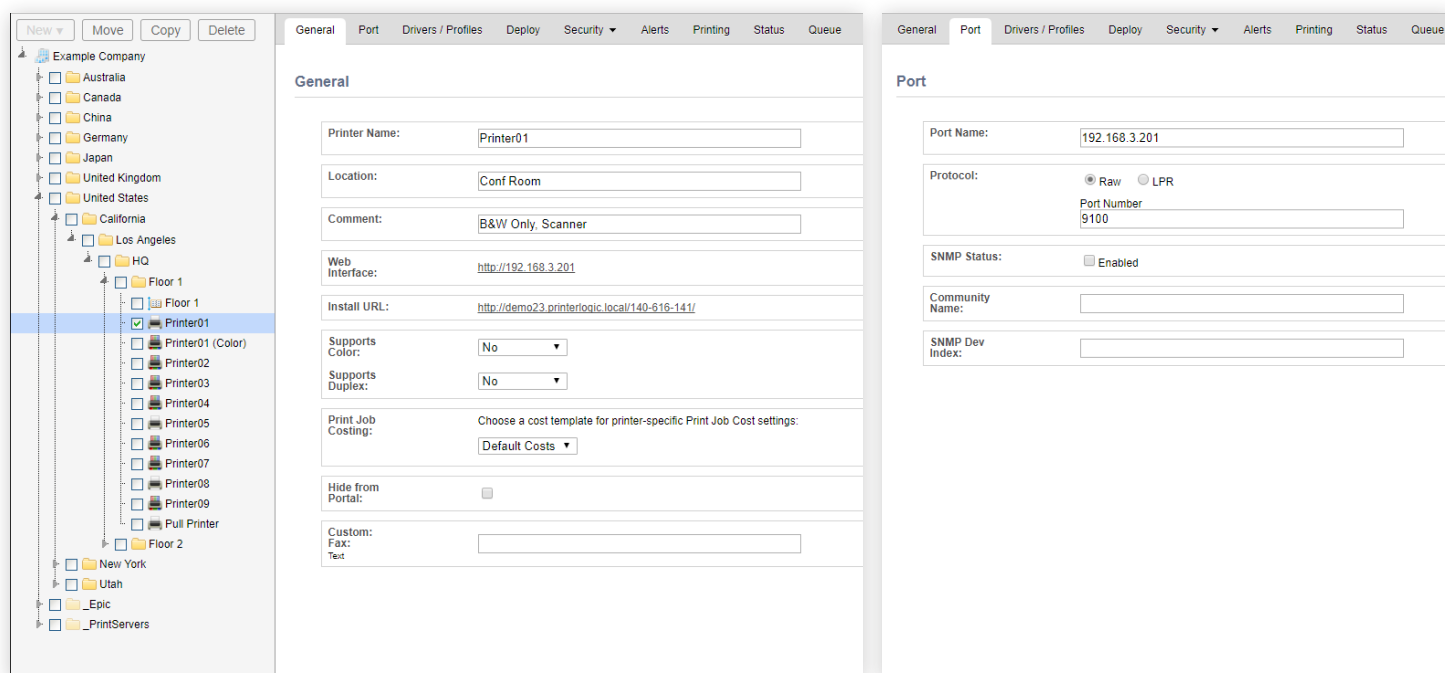 New ▾ Move Copy Delete
Example Company
Australia
Canada
China
Germany
Japan
United Kingdom
United States
California
Los Angeles
HQ
Floor 1
Floor 1
Printer01
Printer01 (Color)
Printer02
Printer03
Printer04
Printer05
Printer06
Printer07
Printer08
Printer09
Pull Printer
Floor 2
New York
Utah
_Epic
_PrintServers
General Port Drivers / Profiles Deploy Security ▾ Alerts Printing Status Queue
General
Printer Name: Printer01
Location: Conf Room
Comment: B&W Only, Scanner
Web
Interface: http://192.168.3.201
Install URL: http://demo23.printerlogic.local/140-616-141/
Supports
Color: No
Supports
Duplex: No
Print Job
Costing:
Choose a cost template for printer-specific Print Job Cost settings:
Default Costs
Hide from
Portal:
Custom:
Fax:
Text
General Port Drivers / Profiles Deploy Security ▾ Alerts Printing Status Queue
Port
Port Name: 192.168.3.201
Protocol: Raw LPR
Port Number
9100
SNMP Status: Enabled
Community
Name:
SNMP Dev
Index: